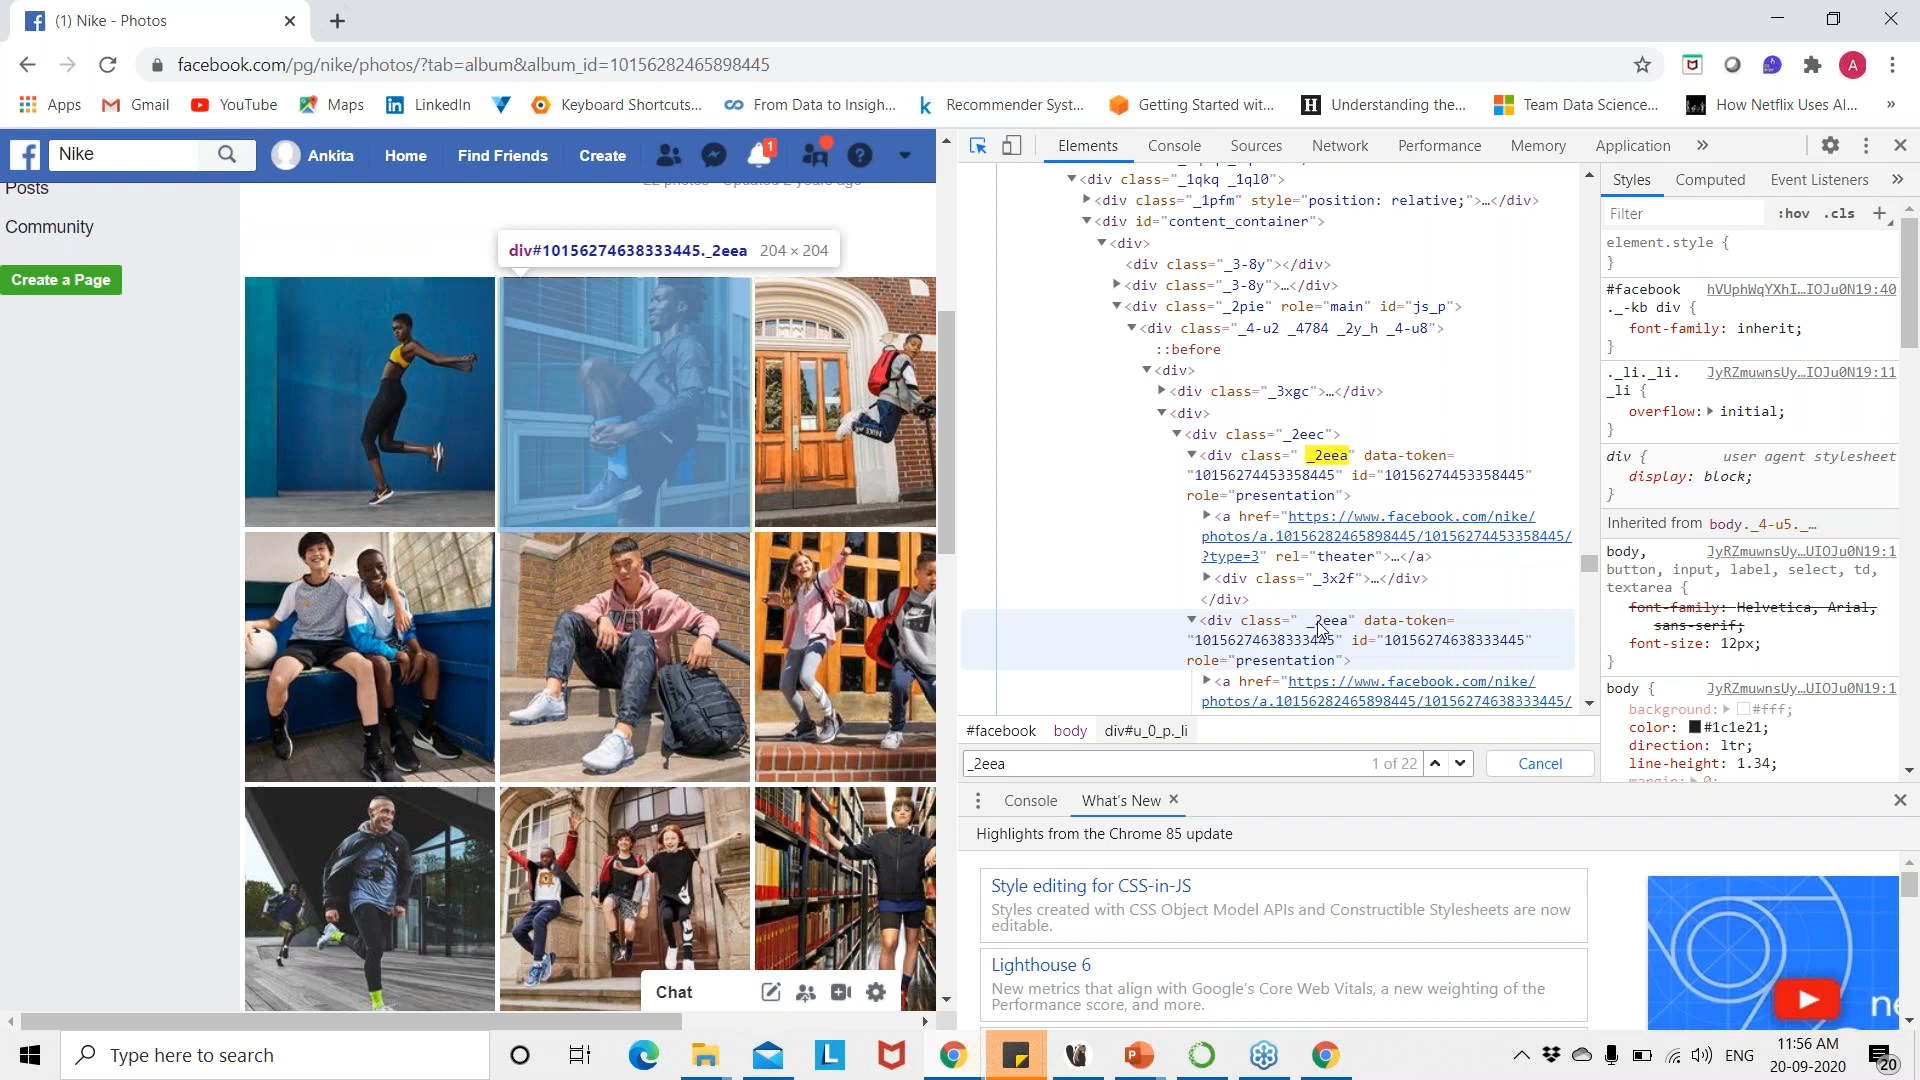 (1) Nike - Photos
facebook.com/pg/nike/photos/?tab=album&album_id=10156282465898445
A
Apps Gmail YouTube Maps LinkedIn Keyboard Shortcuts... From Data to Insigh... Recommender Syst... Getting Started wit... Understanding the... Team Data Science... How Netflix Uses AI... »
Nike Ankita Home Find Friends Create 1
Posts
Community
Create a Page
div#10156274638333445._2eea 204 × 204
Chat
Elements Console Sources Network Performance Memory Application »
<div class="_1qkq _1ql0">
<div class="_1pfm" style="position: relative;">…</div>
<div id="content_container">
<div>
<div class="_3-8y"></div>
<div class="_3-8y">…</div>
<div class="_2pie" role="main" id="js_p">
<div class="_4-u2 _4784 _2y_h _4-u8">
::before
<div>
<div class="_3xgc">…</div>
<div>
<div class="_2eec">
<div class=" _2eea" data-token=
"10156274453358445" id="10156274453358445"
role="presentation">
<a href="https://www.facebook.com/nike/
photos/a.10156282465898445/10156274453358445/
?type=3" rel="theater">…</a>
<div class="_3x2f">…</div>
</div>
<div class=" _2eea" data-token=
"10156274638333445" id="10156274638333445"
role="presentation">
<a href="https://www.facebook.com/nike/
photos/a.10156282465898445/10156274638333445/
#facebook body div#u_0_p._li
_2eea 1 of 22 Cancel
Styles Computed Event Listeners »
Filter :hov .cls +
element.style {
}
#facebook hVUphWqYXhI…IOJu0N19:40
._-kb div {
font-family: inherit;
}
._li._li. JyRZmuwnsUy…IOJu0N19:11
_li {
overflow: initial;
}
div { user agent stylesheet
display: block;
}
Inherited from body._4-u5._…
body, JyRZmuwnsUy…UIOJu0N19:1
button, input, label, select, td,
textarea {
font-family: Helvetica, Arial,
sans-serif;
font-size: 12px;
}
body { JyRZmuwnsUy…UIOJu0N19:1
background: #fff;
color: #1c1e21;
direction: ltr;
line-height: 1.34;
Console What's New
Highlights from the Chrome 85 update
Style editing for CSS-in-JS
Styles created with CSS Object Model APIs and Constructible Stylesheets are now
editable.
Lighthouse 6
New metrics that align with Google's Core Web Vitals, a new weighting of the
Performance score, and more.
ne
Type here to search
ENG
11:56 AM
20-09-2020
20